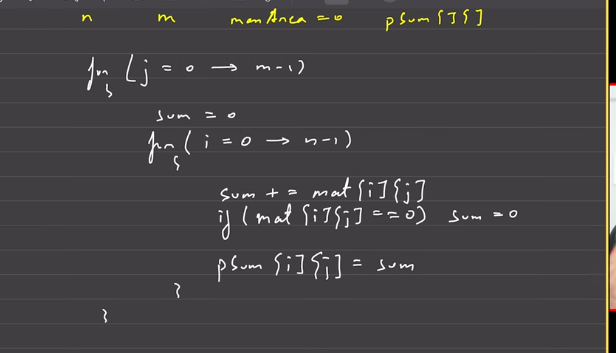 n m maxArea = 0 pSum[][]
for (j = 0 → m-1)
{
sum = 0
for (i = 0 → n-1)
{
sum += mat[i][j]
if (mat[i][j] == 0) sum = 0
pSum[i][j] = sum
}
}